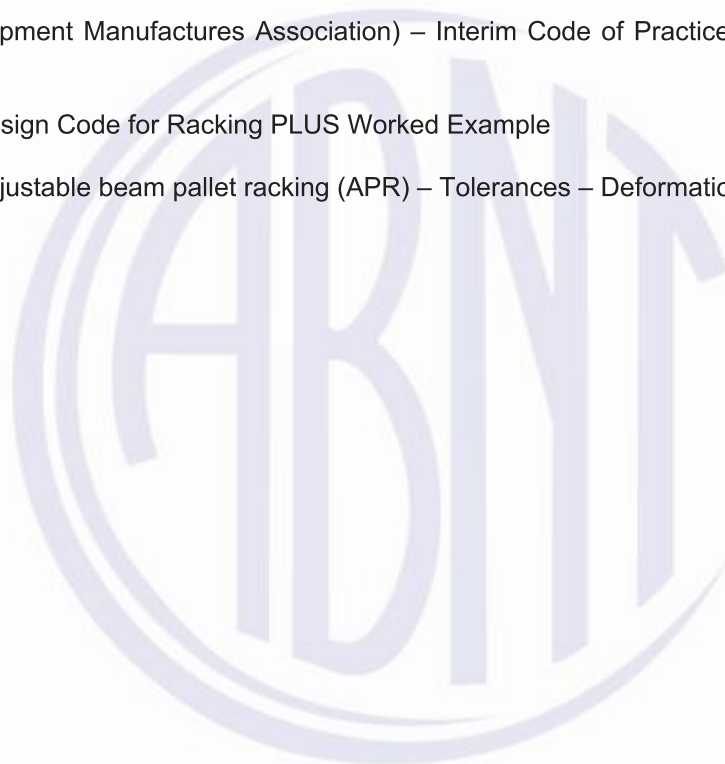 pment Manufactures Association) – Interim Code of Practice
sign Code for Racking PLUS Worked Example
justable beam pallet racking (APR) – Tolerances – Deformatio
ABNT